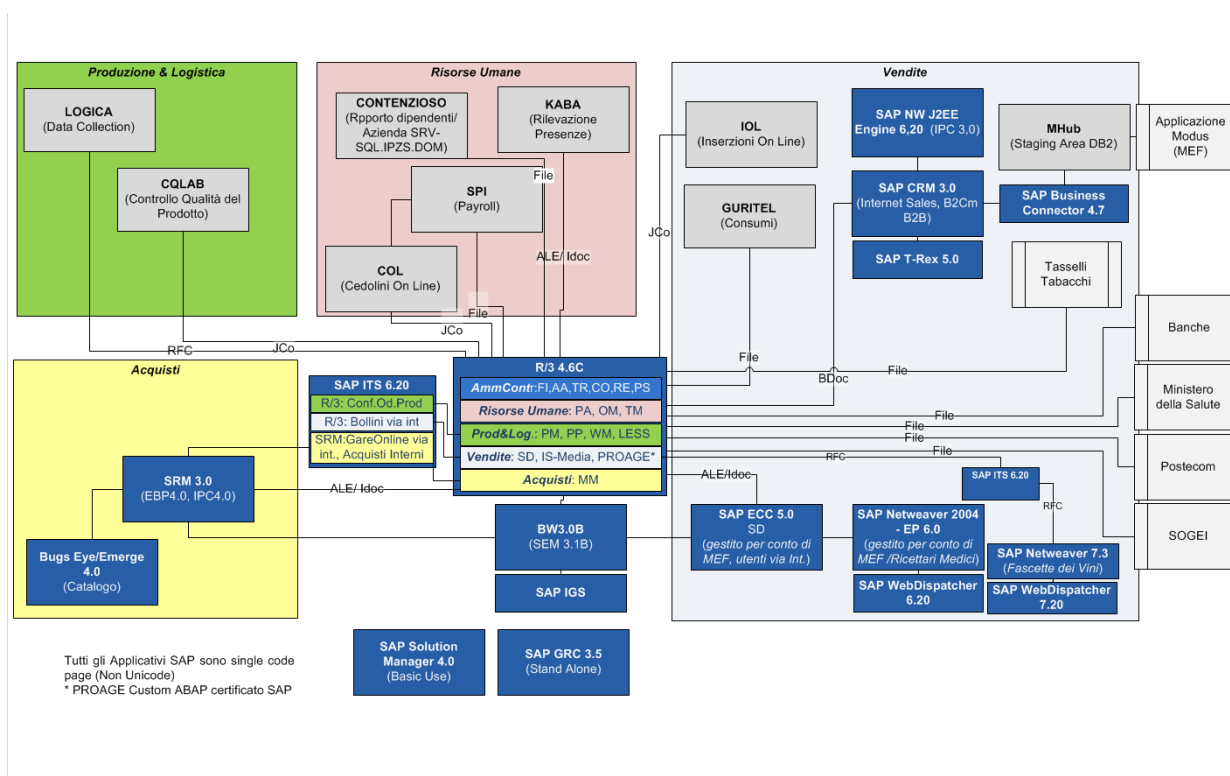 Produzione & Logistica
LOGICA
(Data Collection)
CQLAB
(Controllo Qualità del
Prodotto)
Risorse Umane
CONTENZIOSO
(Rpporto dipendenti/
Azienda SRV-
SQL.IPZS.DOM)
KABA
(Rilevazione
Presenze)
SPI
(Payroll)
COL
(Cedolini On Line)
File
ALE/ Idoc
File
JCo
RFC
JCo
JCo
Vendite
IOL
(Inserzioni On Line)
GURITEL
(Consumi)
SAP NW J2EE
Engine 6,20 (IPC 3,0)
SAP CRM 3.0
(Internet Sales, B2Cm
B2B)
SAP T-Rex 5.0
MHub
(Staging Area DB2)
SAP Business
Connector 4.7
Tasselli
Tabacchi
Applicazione
Modus
(MEF)
Banche
Ministero
della Salute
Postecom
SOGEI
File
BDoc
File
File
File
File
File
RFC
ALE/Idoc
RFC
Acquisti
SRM 3.0
(EBP4.0, IPC4.0)
Bugs Eye/Emerge
4.0
(Catalogo)
ALE/ Idoc
SAP ITS 6.20
R/3: Conf.Od.Prod
R/3: Bollini via int
SRM:GareOnline via
int., Acquisti Interni
R/3 4.6C
AmmContr:FI,AA,TR,CO,RE,PS
Risorse Umane: PA, OM, TM
Prod&Log.: PM, PP, WM, LESS
Vendite: SD, IS-Media, PROAGE*
Acquisti: MM
BW3.0B
(SEM 3.1B)
SAP IGS
SAP ECC 5.0
SD
(gestito per conto di
MEF, utenti via Int.)
SAP Netweaver 2004
- EP 6.0
(gestito per conto di
MEF /Ricettari Medici)
SAP WebDispatcher
6.20
SAP ITS 6.20
SAP Netweaver 7.3
(Fascette dei Vini)
SAP WebDispatcher
7.20
SAP Solution
Manager 4.0
(Basic Use)
SAP GRC 3.5
(Stand Alone)
Tutti gli Applicativi SAP sono single code
page (Non Unicode)
* PROAGE Custom ABAP certificato SAP